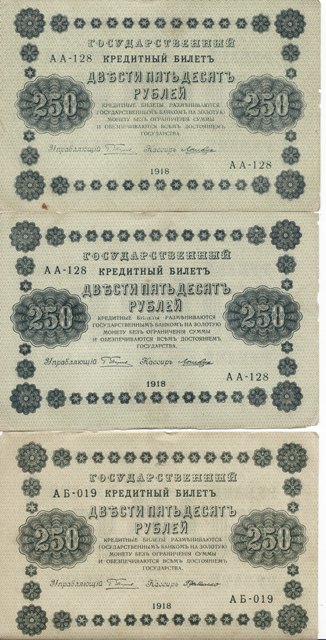 ГОСУДАРСТВЕННЫЙ
АА-128 КРЕДИТНЫЙ БИЛЕТЪ
ДВѢСТИ ПЯТЬДЕСЯТЪ
РУБЛЕЙ
250 250
КРЕДИТНЫЕ БИЛЕТЫ РАЗМѢНИВАЮТСЯ
ГОСУДАРСТВЕННЫМЪ БАНКОМЪ НА ЗОЛОТУЮ
МОНЕТУ БЕЗЪ ОГРАНИЧЕНІЯ СУММЫ
И ОБЕЗПЕЧИВАЮТСЯ ВСѢМЪ ДОСТОЯНІЕМЪ
ГОСУДАРСТВА.
Управляющій Кассиръ
АА-128
1918
ГОСУДАРСТВЕННЫЙ
АА-128 КРЕДИТНЫЙ БИЛЕТЪ
ДВѢСТИ ПЯТЬДЕСЯТЪ
РУБЛЕЙ
250 250
КРЕДИТНЫЕ БИЛЕТЫ РАЗМѢНИВАЮТСЯ
ГОСУДАРСТВЕННЫМЪ БАНКОМЪ НА ЗОЛОТУЮ
МОНЕТУ БЕЗЪ ОГРАНИЧЕНІЯ СУММЫ
И ОБЕЗПЕЧИВАЮТСЯ ВСѢМЪ ДОСТОЯНІЕМЪ
ГОСУДАРСТВА.
Управляющій Кассиръ
АА-128
1918
ГОСУДАРСТВЕННЫЙ
АБ-019 КРЕДИТНЫЙ БИЛЕТЪ
ДВѢСТИ ПЯТЬДЕСЯТЪ
РУБЛЕЙ
250 250
КРЕДИТНЫЕ БИЛЕТЫ РАЗМѢНИВАЮТСЯ
ГОСУДАРСТВЕННЫМЪ БАНКОМЪ НА ЗОЛОТУЮ
МОНЕТУ БЕЗЪ ОГРАНИЧЕНІЯ СУММЫ
И ОБЕЗПЕЧИВАЮТСЯ ВСѢМЪ ДОСТОЯНІЕМЪ
ГОСУДАРСТВА.
Управляющій Кассиръ
АБ-019
1918